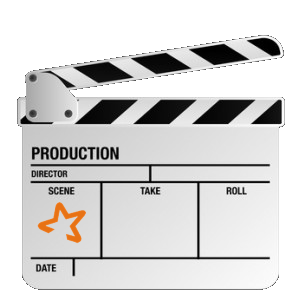 PRODUCTION
DIRECTOR
SCENE TAKE ROLL
DATE